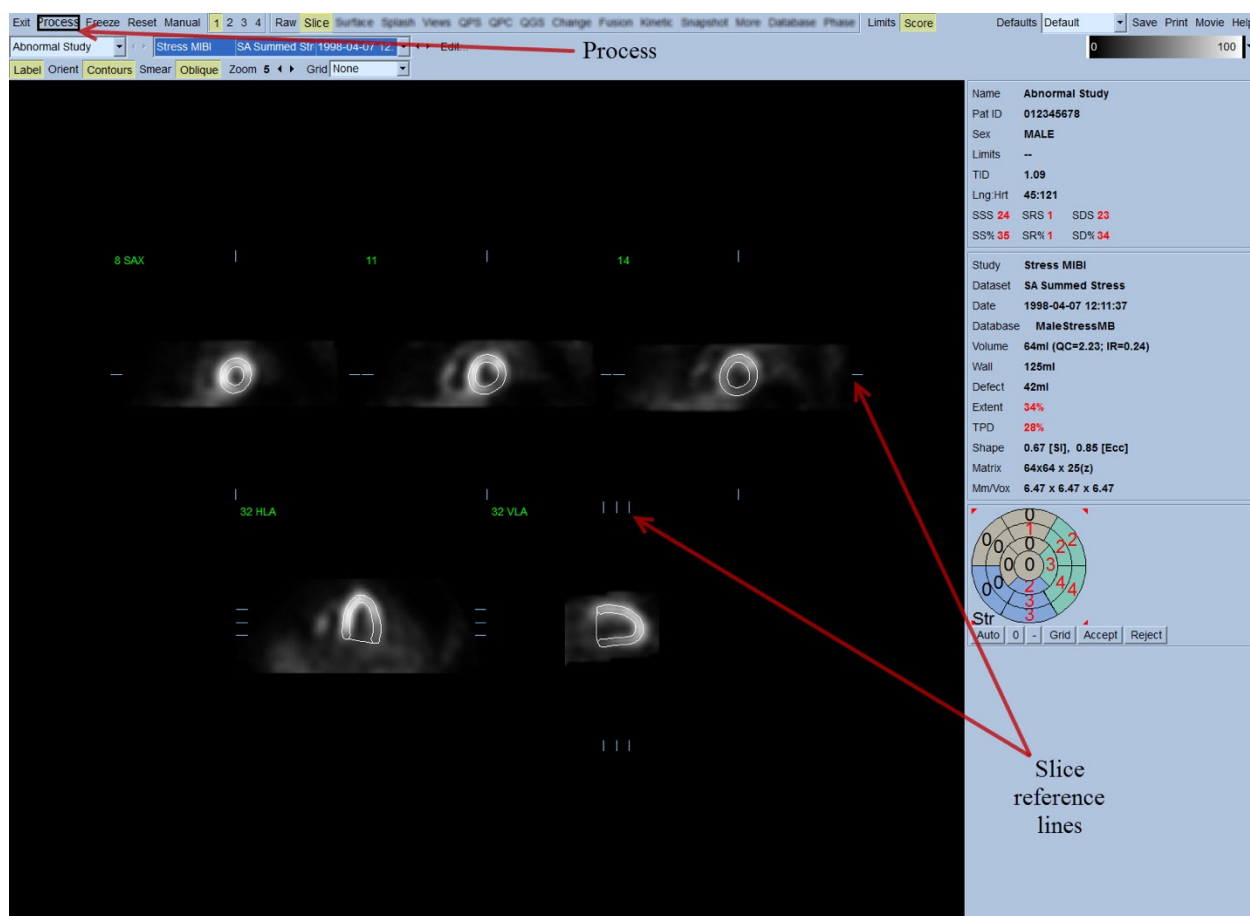 Exit Process Freeze Reset Manual 1 2 3 4 Raw Slice Surface Splash Views QPS QPC QGS Change Fusion Kinetic Snapshot More Database Phase Limits Score Defaults Default Save Print Movie Help
Abnormal Study Stress MIBI SA Summed Str 1998-04-07 12 Edit... 0 100
Process
Label Orient Contours Smear Oblique Zoom 5 Grid None
Name Abnormal Study
Pat ID 012345678
Sex MALE
Limits --
TID 1.09
Lng:Hrt 45:121
SSS 24 SRS 1 SDS 23
SS% 35 SR% 1 SD% 34
8 SAX 11 14
Study Stress MIBI
Dataset SA Summed Stress
Date 1998-04-07 12:11:37
Database MaleStressMB
Volume 64ml (QC=2.23; IR=0.24)
Wall 125ml
Defect 42ml
Extent 34%
TPD 28%
Shape 0.67 [SI], 0.85 [Ecc]
Matrix 64x64 x 25(z)
Mm/Vox 6.47 x 6.47 x 6.47
32 HLA 32 VLA
0
1
0 0 0 2 2
0 0 3
0 0 2 4 4
3
3
Str
Auto 0 - Grid Accept Reject
Slice
reference
lines